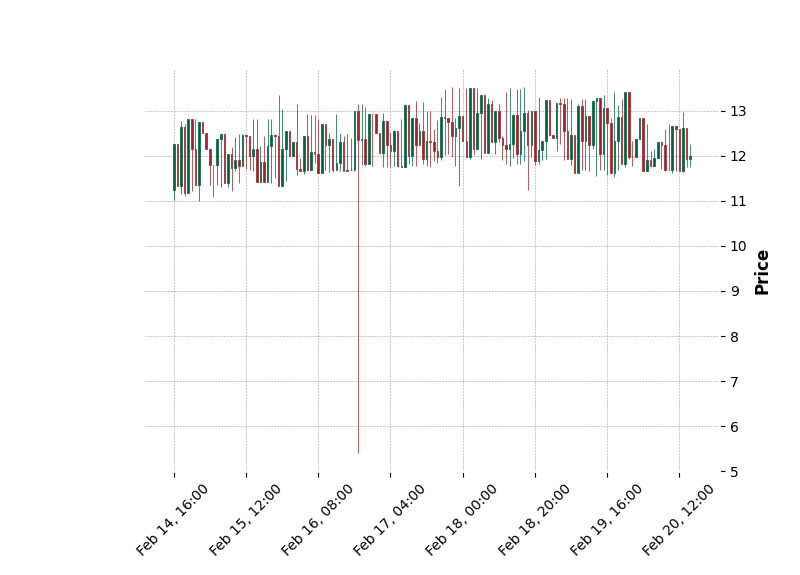 13
12
11
10
9
8
7
6
5
Price
Feb 14, 16:00
Feb 15, 12:00
Feb 16, 08:00
Feb 17, 04:00
Feb 18, 00:00
Feb 18, 20:00
Feb 19, 16:00
Feb 20, 12:00